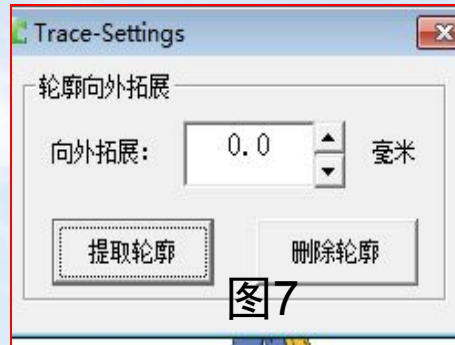 Trace-Settings
轮廓向外拓展
向外拓展: 0.0 毫米
提取轮廓 删除轮廓
图7